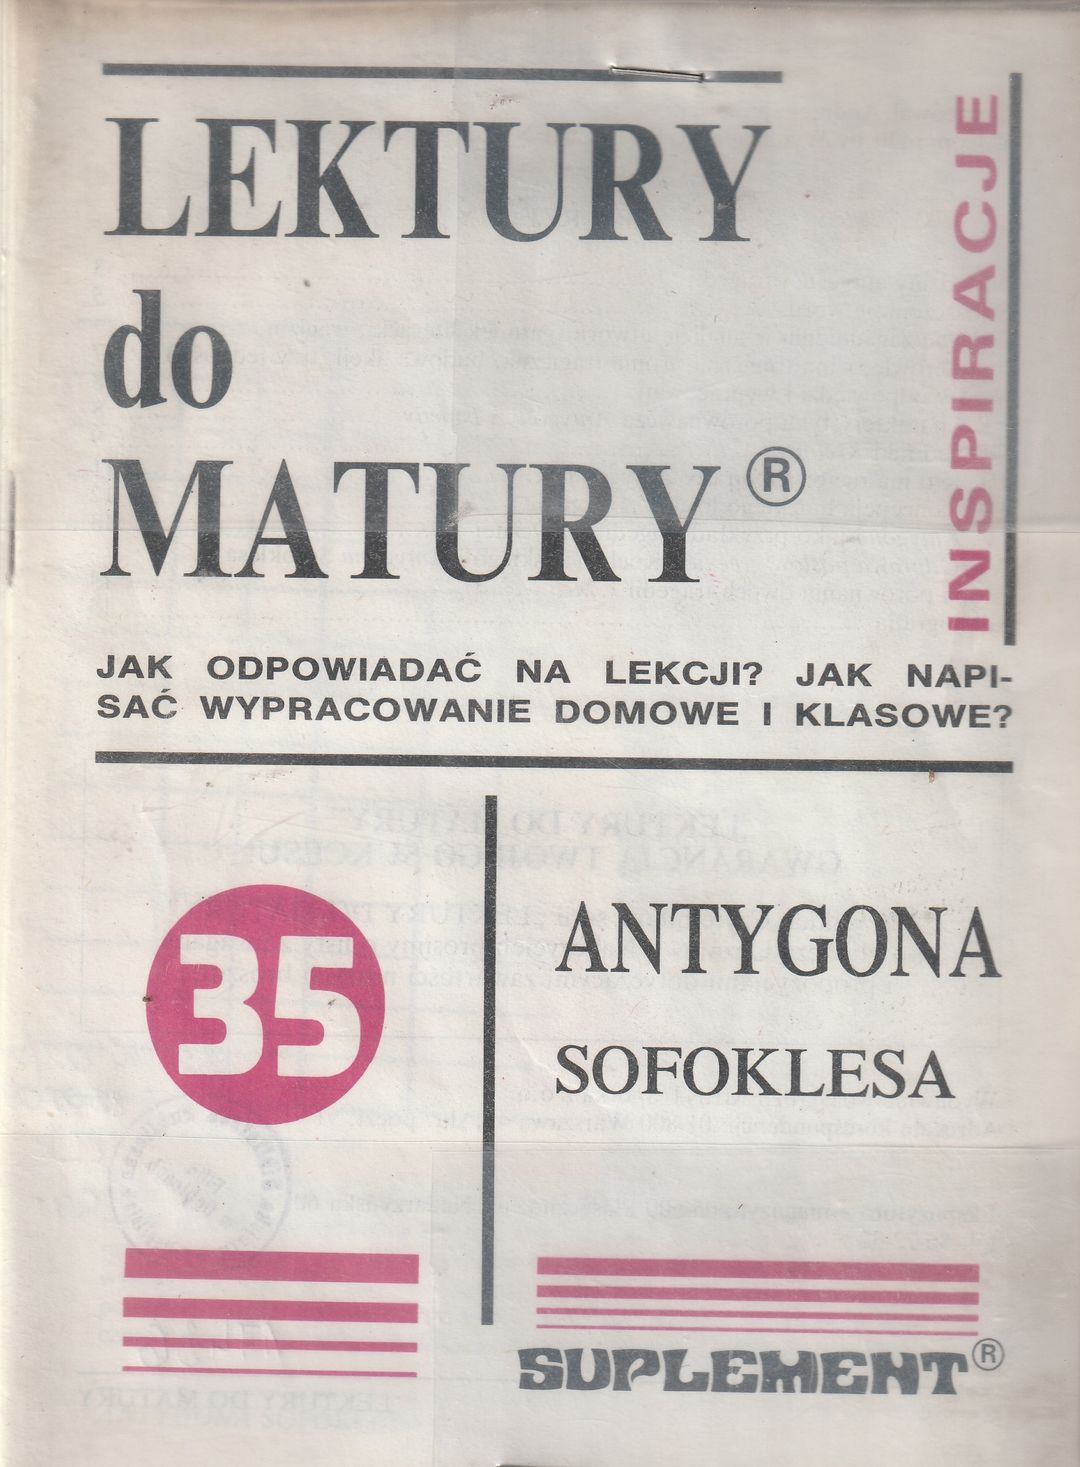 LEKTURY
do
MATURY ®
INSPIRACJE
JAK ODPOWIADAĆ NA LEKCJI? JAK NAPI-
SAĆ WYPRACOWANIE DOMOWE I KLASOWE?
35
ANTYGONA
SOFOKLESA
SUPLEMENT ®